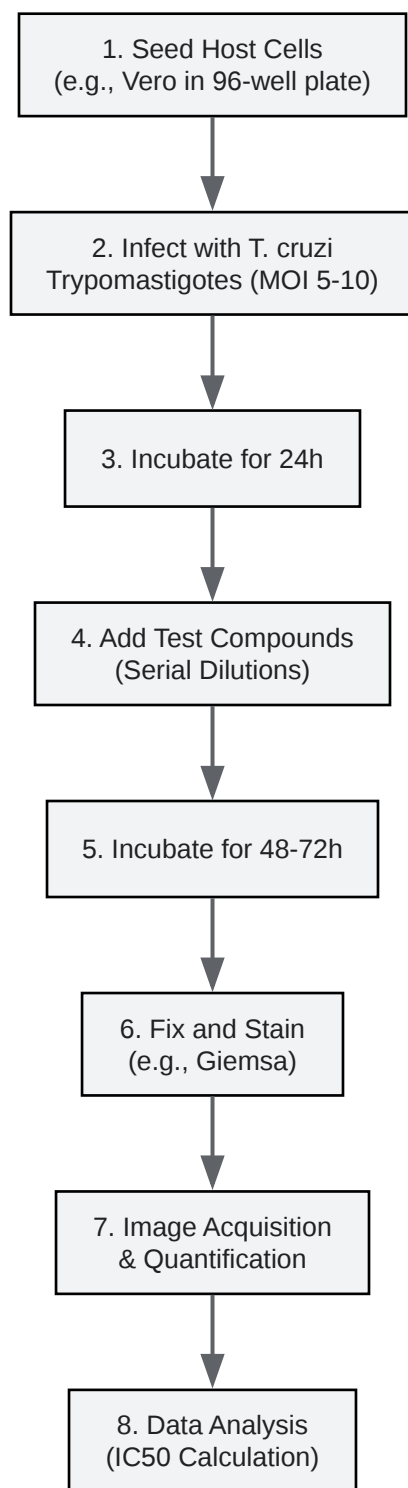 1. Seed Host Cells
(e.g., Vero in 96-well plate)
2. Infect with T. cruzi
Trypomastigotes (MOI 5-10)
3. Incubate for 24h
4. Add Test Compounds
(Serial Dilutions)
5. Incubate for 48-72h
6. Fix and Stain
(e.g., Giemsa)
7. Image Acquisition
& Quantification
8. Data Analysis
(IC50 Calculation)